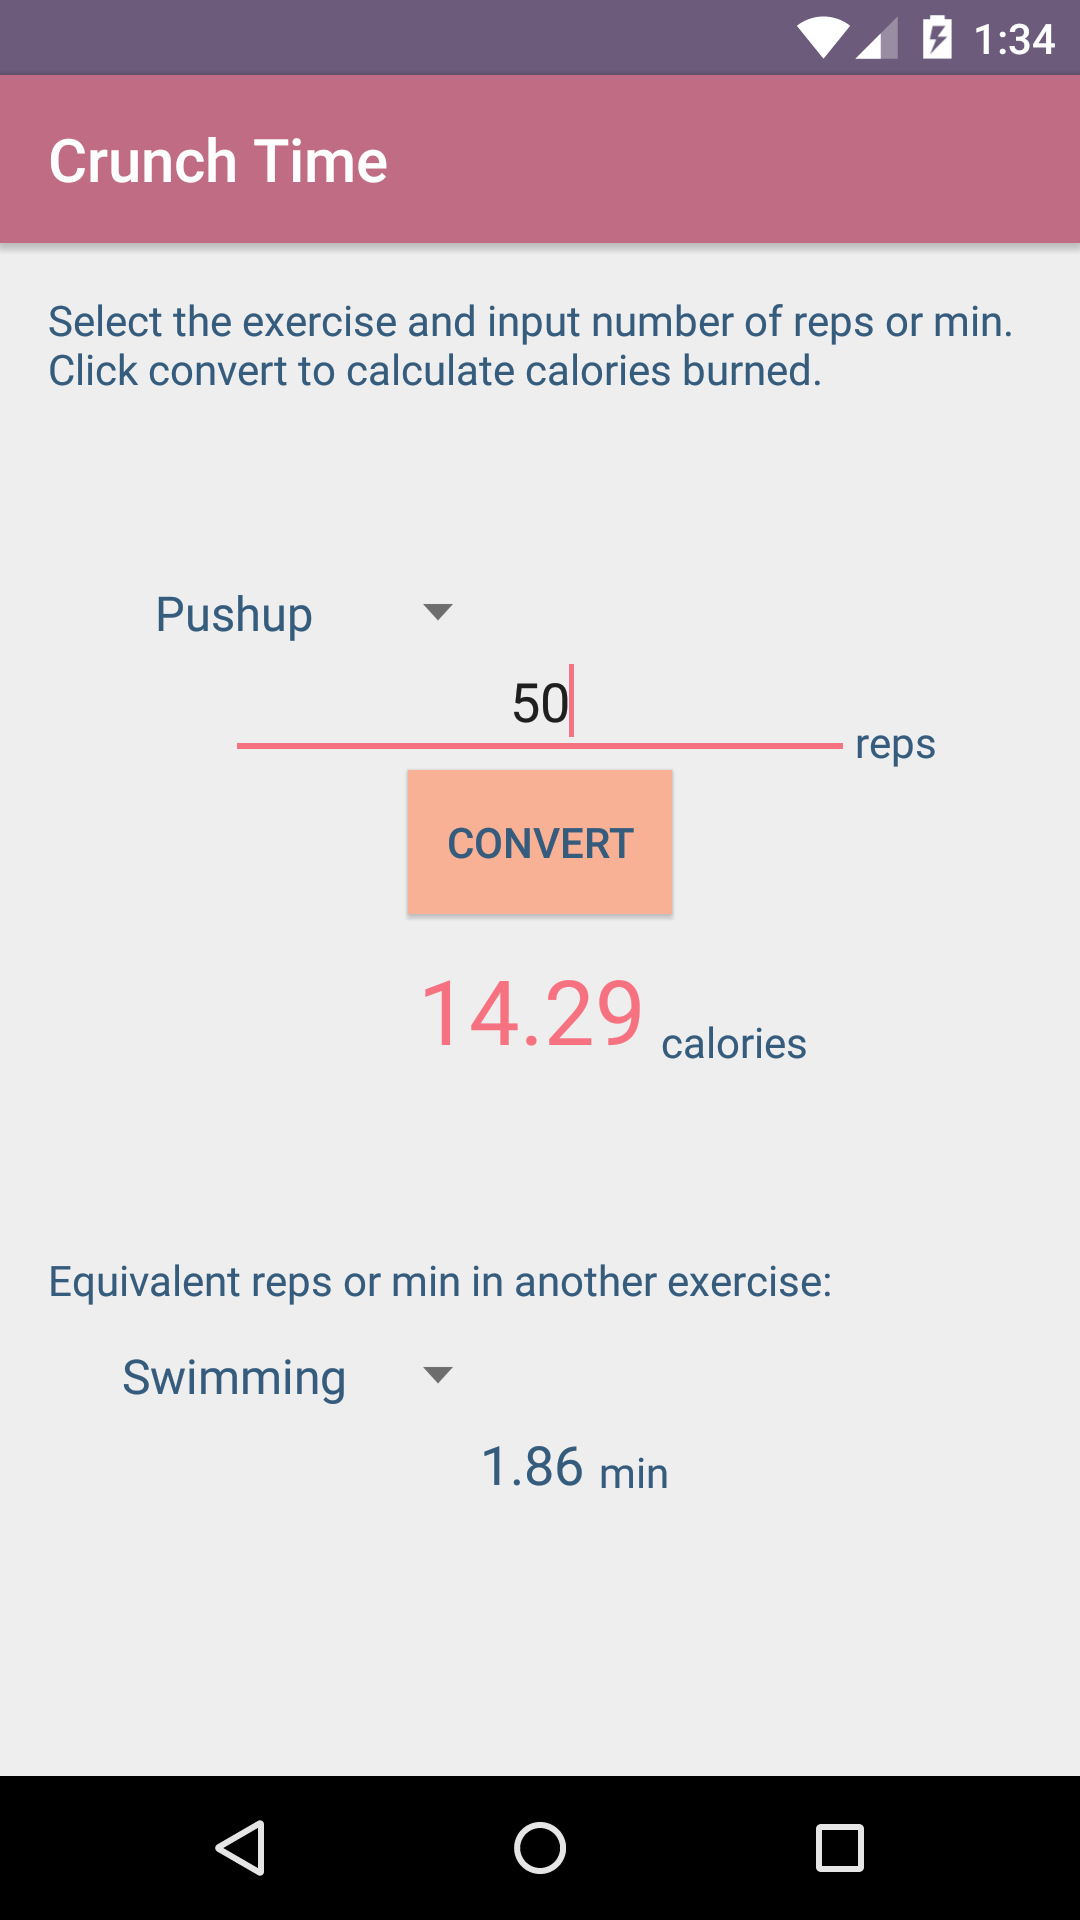 1:34
Crunch Time
Select the exercise and input number of reps or min.
Click convert to calculate calories burned.
Pushup
50
reps
CONVERT
14.29 calories
Equivalent reps or min in another exercise:
Swimming
1.86 min